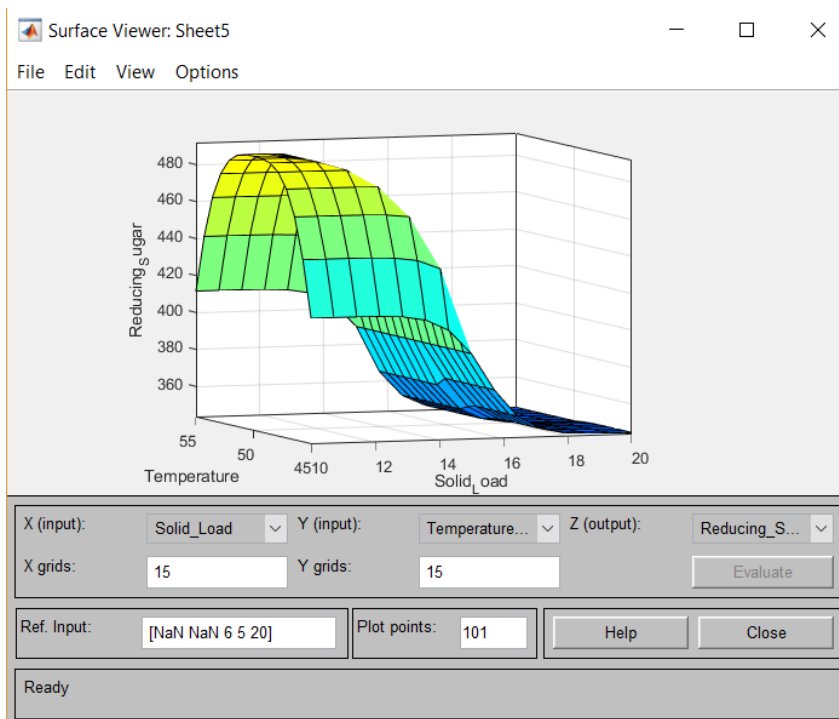 Surface Viewer: Sheet5
File Edit View Options
480
460
440
420
400
380
360
Reducing_Sugar
55
50
45
Temperature
10
12
14
16
18
20
Solid_Load
X (input): Solid_Load Y (input): Temperature... Z (output): Reducing_S...
X grids: 15 Y grids: 15 Evaluate
Ref. Input: [NaN NaN 6 5 20] Plot points: 101 Help Close
Ready